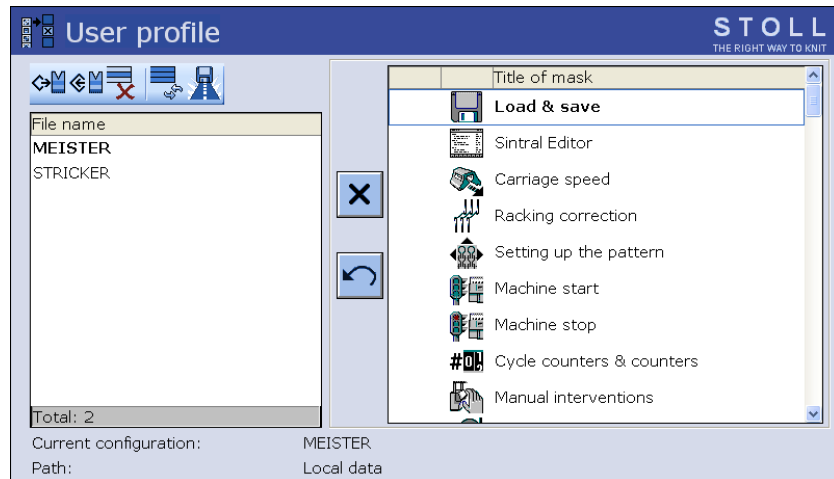 User profile
STOLL
THE RIGHT WAY TO KNIT
File name
MEISTER
STRICKER
Total: 2
Title of mask
Load & save
Sintral Editor
Carriage speed
Racking correction
Setting up the pattern
Machine start
Machine stop
Cycle counters & counters
Manual interventions
Current configuration: MEISTER
Path: Local data